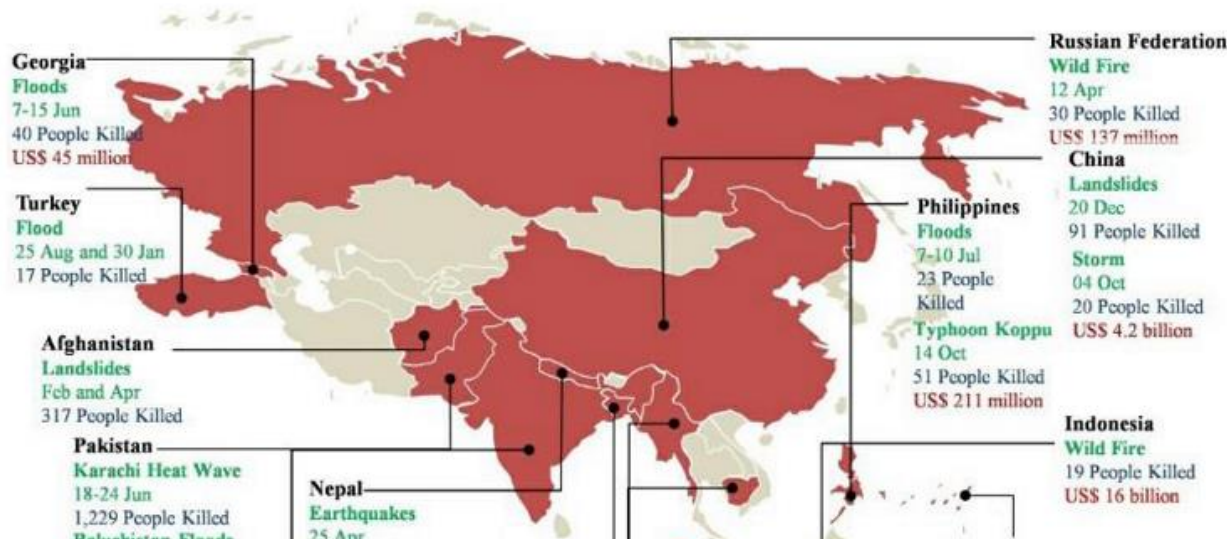 Georgia
Floods
7-15 Jun
40 People Killed
US$ 45 million
Turkey
Flood
25 Aug and 30 Jan
17 People Killed
Afghanistan
Landslides
Feb and Apr
317 People Killed
Pakistan
Karachi Heat Wave
18-24 Jun
1,229 People Killed
Baluchistan Floods
Nepal
Earthquakes
25 Apr
Philippines
Floods
7-10 Jul
23 People
Killed
Typhoon Koppu
14 Oct
51 People Killed
US$ 211 million
Russian Federation
Wild Fire
12 Apr
30 People Killed
US$ 137 million
China
Landslides
20 Dec
91 People Killed
Storm
04 Oct
20 People Killed
US$ 4.2 billion
Indonesia
Wild Fire
19 People Killed
US$ 16 billion